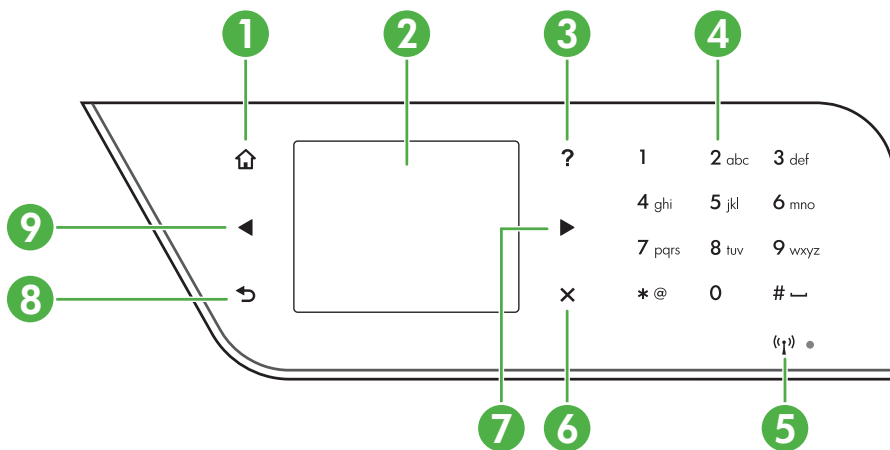 1 2 3 4
? 1 2 abc 3 def
4 ghi 5 jkl 6 mno
9
7 pqrs 8 tuv 9 wxyz
8 * @ 0 #
7 6 5